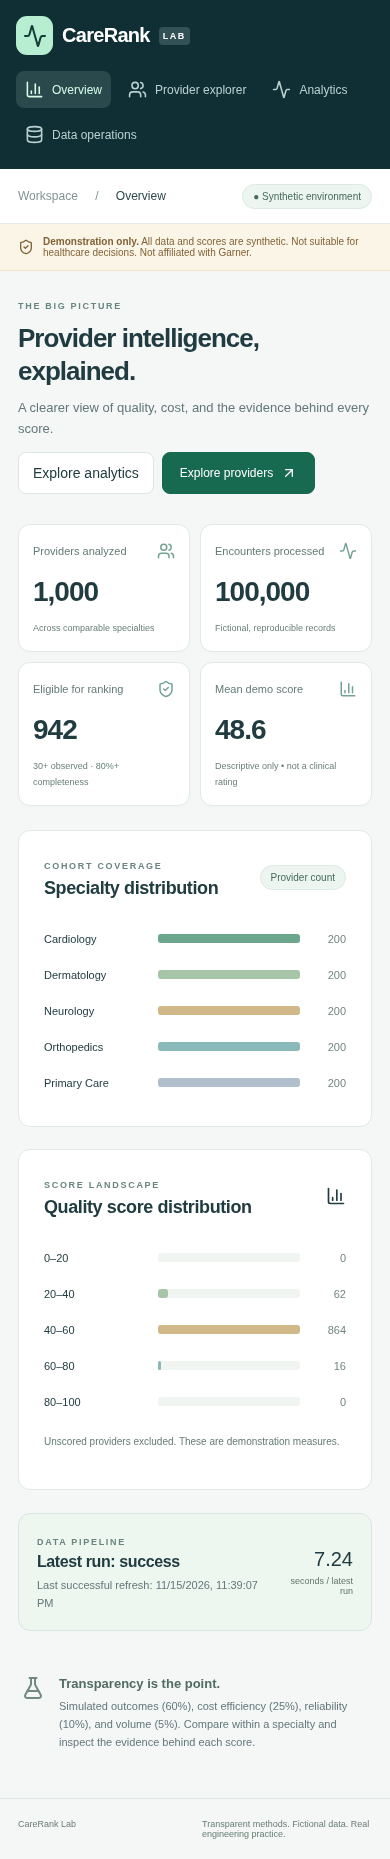 CareRank LAB
Overview
Provider explorer
Analytics
Data operations
Workspace / Overview
● Synthetic environment
Demonstration only. All data and scores are synthetic. Not suitable for
healthcare decisions. Not affiliated with Garner.
THE BIG PICTURE
Provider intelligence,
explained.
A clearer view of quality, cost, and the evidence behind every
score.
Explore analytics
Explore providers
Providers analyzed
1,000
Across comparable specialties
Encounters processed
100,000
Fictional, reproducible records
Eligible for ranking
942
30+ observed · 80%+
completeness
Mean demo score
48.6
Descriptive only • not a clinical
rating
COHORT COVERAGE
Specialty distribution
Provider count
Cardiology 200
Dermatology 200
Neurology 200
Orthopedics 200
Primary Care 200
SCORE LANDSCAPE
Quality score distribution
0–20 0
20–40 62
40–60 864
60–80 16
80–100 0
Unscored providers excluded. These are demonstration measures.
DATA PIPELINE
Latest run: success
Last successful refresh: 11/15/2026, 11:39:07
PM
7.24
seconds / latest
run
Transparency is the point.
Simulated outcomes (60%), cost efficiency (25%), reliability
(10%), and volume (5%). Compare within a specialty and
inspect the evidence behind each score.
CareRank Lab
Transparent methods. Fictional data. Real
engineering practice.